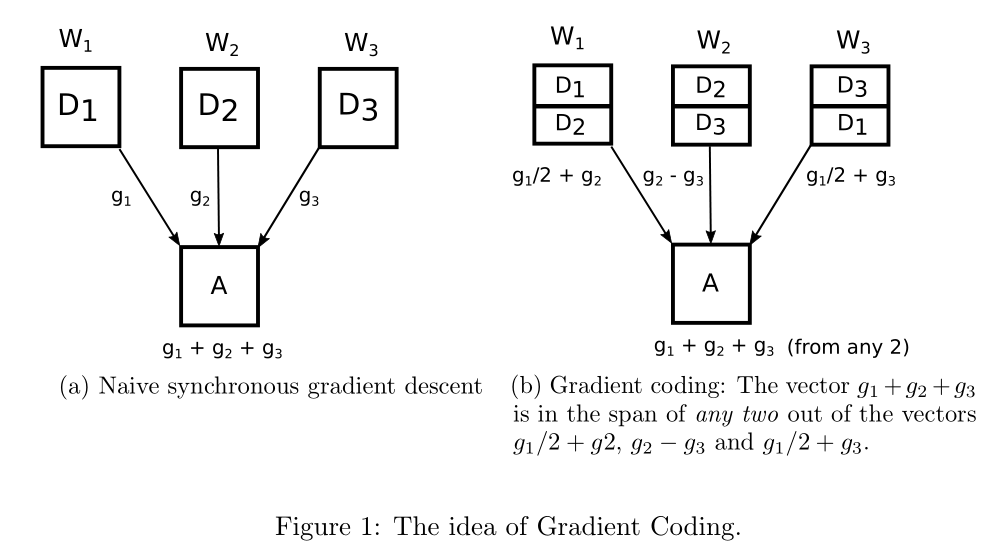 W₁ W₂ W₃
D1 D2 D3
g₁ g₂ g₃
A
g₁ + g₂ + g₃
(a) Naive synchronous gradient descent
W₁ W₂ W₃
D1 D2 D3
D2 D3 D1
g₁/2 + g₂ g₂ - g₃ g₁/2 + g₃
A
g₁ + g₂ + g₃ (from any 2)
(b) Gradient coding: The vector g₁ + g₂ + g₃
is in the span of any two out of the vectors
g₁/2 + g2, g₂ − g₃ and g₁/2 + g₃.
Figure 1: The idea of Gradient Coding.